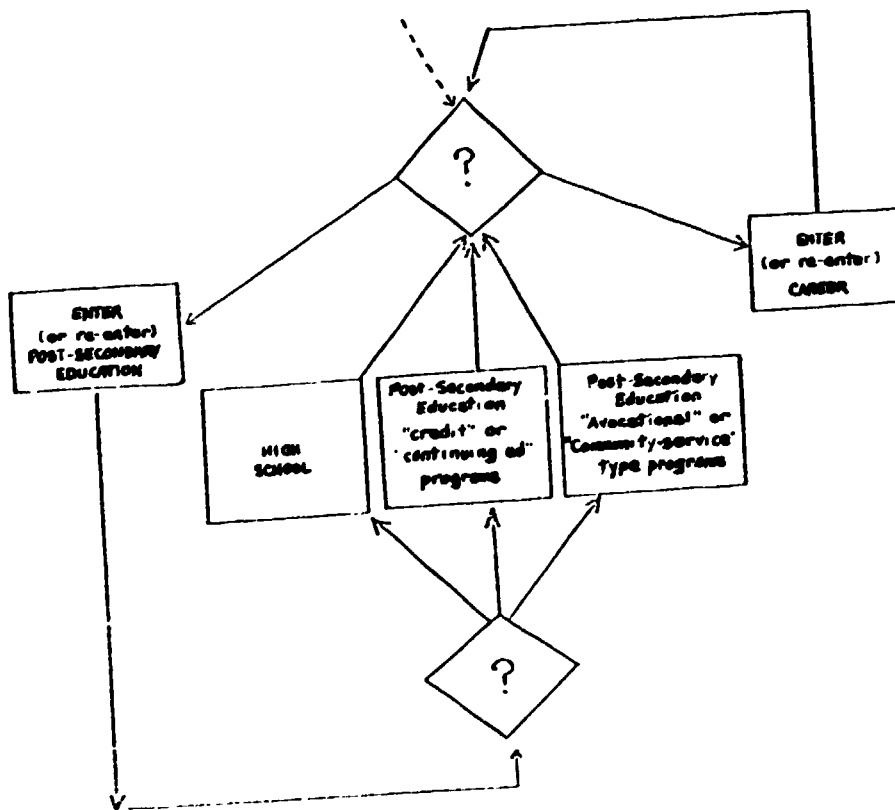 ?
ENTER
(or re-enter)
CAREER
ENTER
(or re-enter)
POST-SECONDARY
EDUCATION
HIGH
SCHOOL
Post-Secondary
Education
"credit" or
"continuing ed"
programs
Post-Secondary
Education
"Avocational" or
"Community-service"
type programs
?